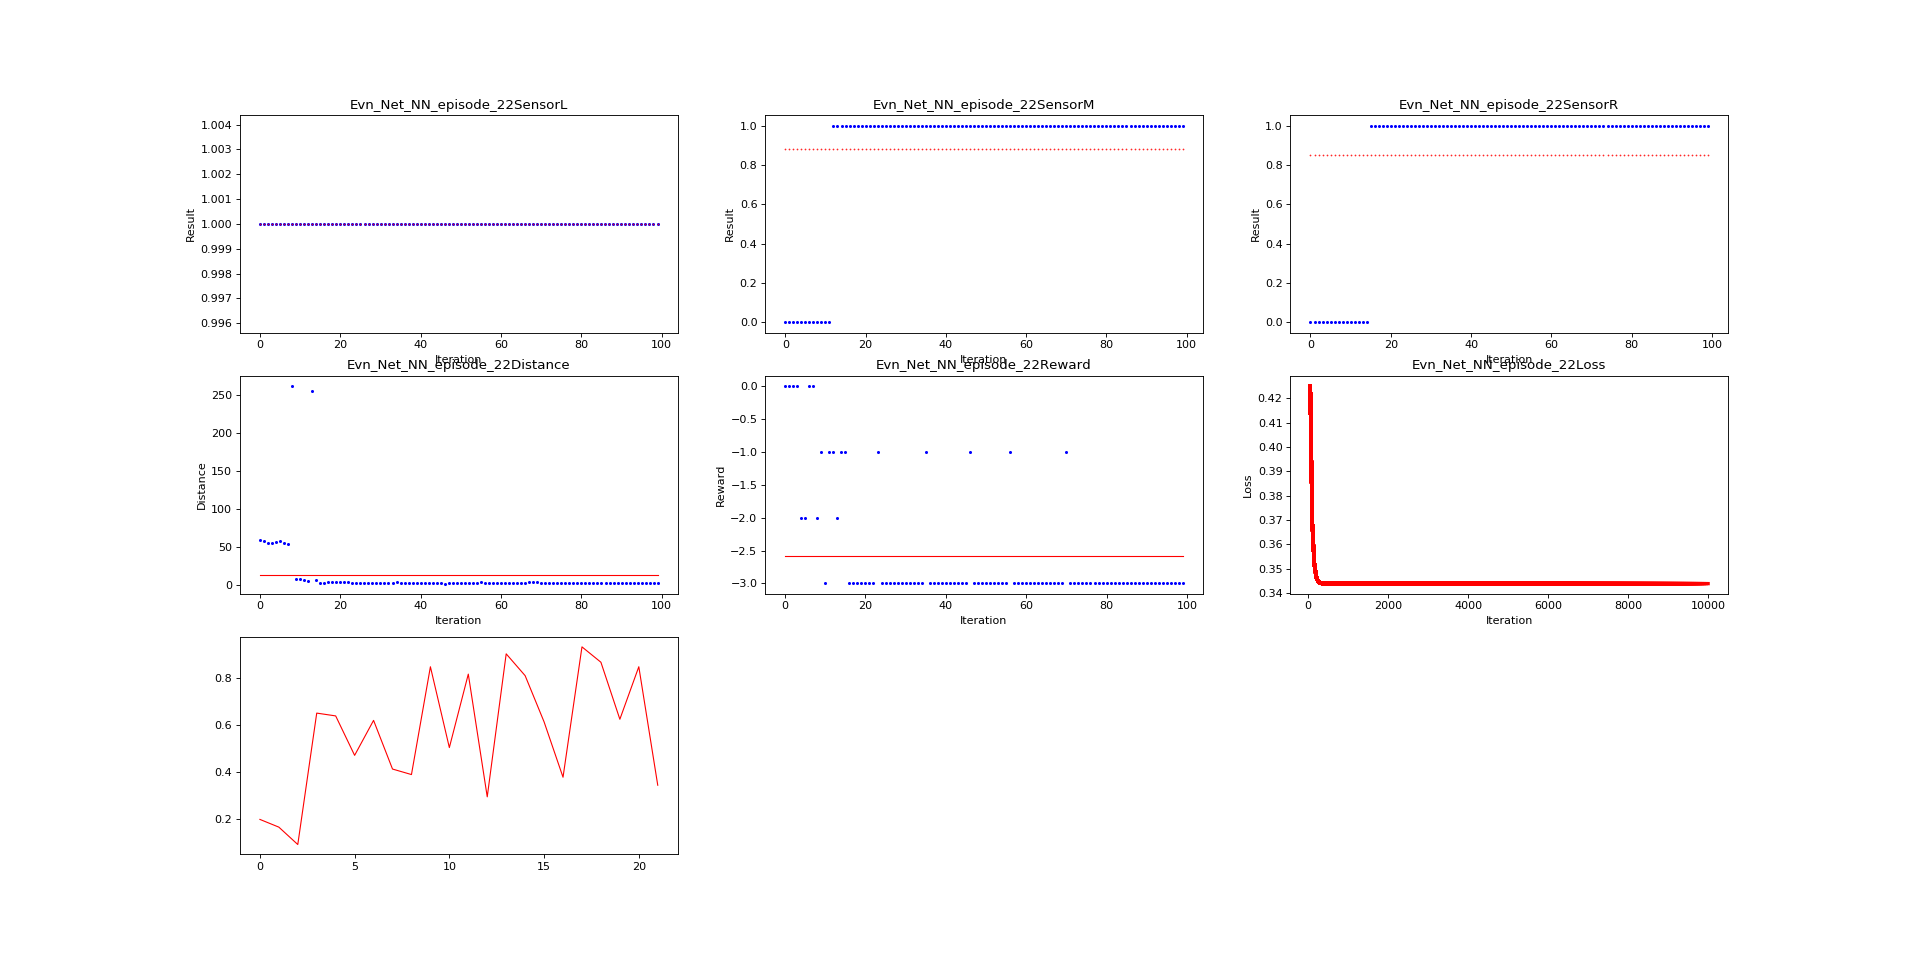 Evn_Net_NN_episode_22SensorL
1.004
1.003
1.002
1.001
1.000
0.999
0.998
0.997
0.996
Result
0 20 40 60 80 100
Iteration
Evn_Net_NN_episode_22SensorM
1.0
0.8
0.6
0.4
0.2
0.0
Result
0 20 40 60 80 100
Iteration
Evn_Net_NN_episode_22SensorR
1.0
0.8
0.6
0.4
0.2
0.0
Result
0 20 40 60 80 100
Iteration
Evn_Net_NN_episode_22Distance
250
200
150
100
50
0
Distance
0 20 40 60 80 100
Iteration
Evn_Net_NN_episode_22Reward
0.0
−0.5
−1.0
−1.5
−2.0
−2.5
−3.0
Reward
0 20 40 60 80 100
Iteration
Evn_Net_NN_episode_22Loss
0.42
0.41
0.40
0.39
0.38
0.37
0.36
0.35
0.34
Loss
0 2000 4000 6000 8000 10000
Iteration
0.8
0.6
0.4
0.2
0 5 10 15 20